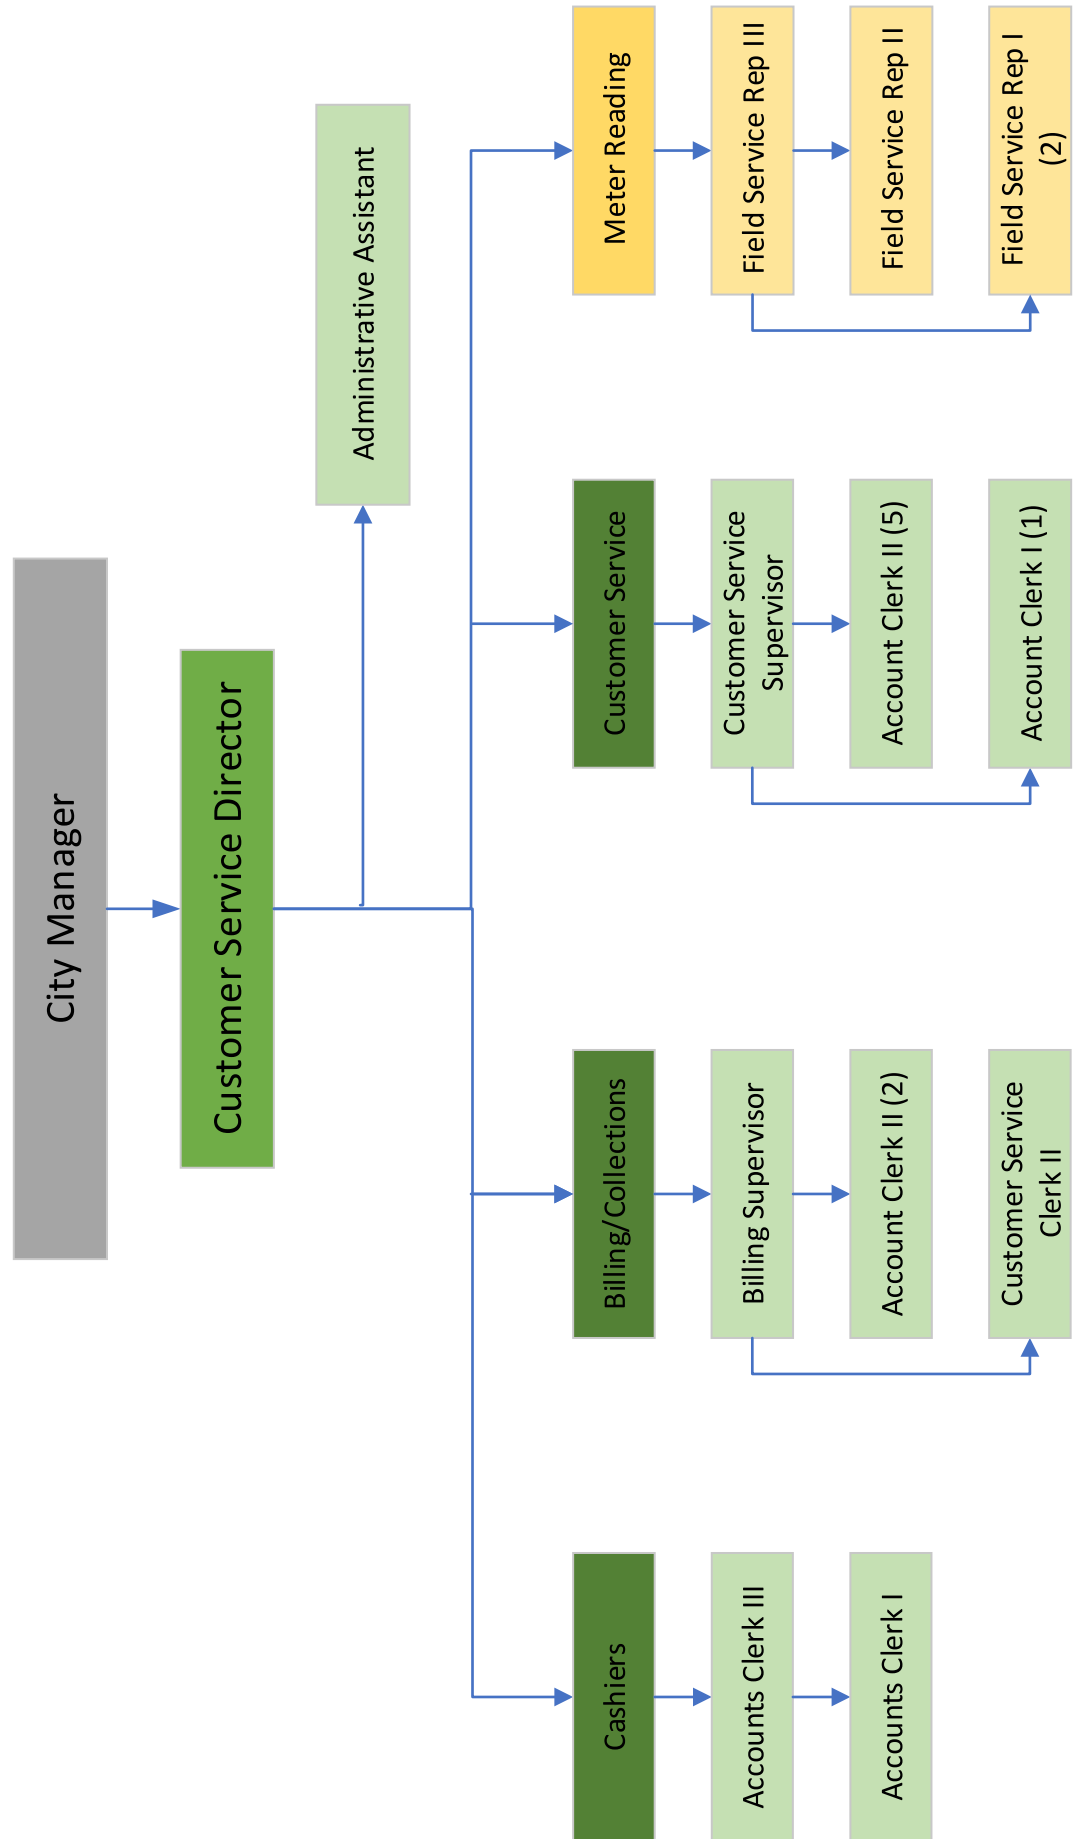 City Manager
Customer Service Director
Administrative Assistant
Cashiers
Billing/Collections
Customer Service
Meter Reading
Accounts Clerk III
Billing Supervisor
Customer Service
Supervisor
Field Service Rep III
Accounts Clerk I
Account Clerk II (2)
Account Clerk II (5)
Field Service Rep II
Customer Service
Clerk II
Account Clerk I (1)
Field Service Rep I
(2)